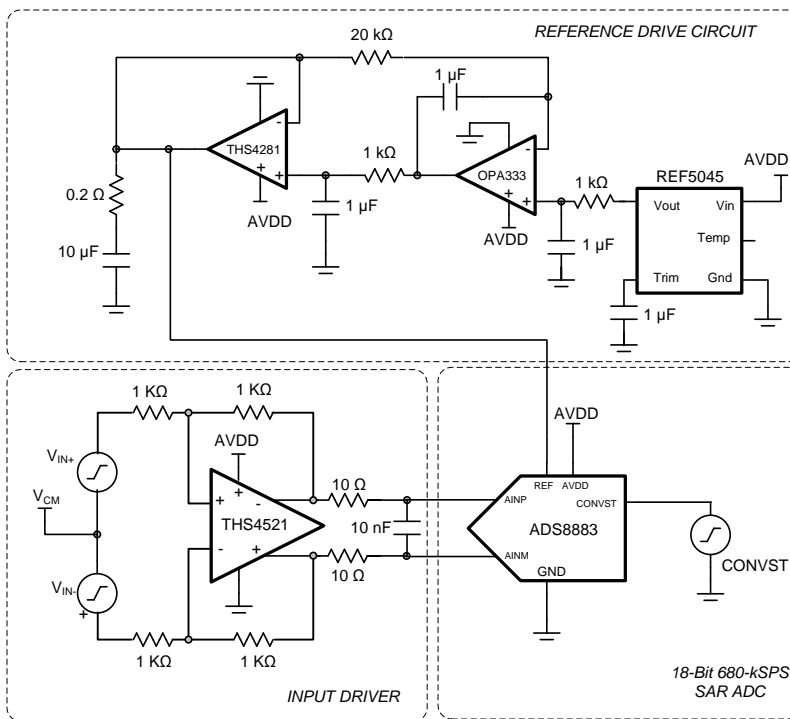 REFERENCE DRIVE CIRCUIT
20 kΩ
1 µF
THS4281
-
+
+
AVDD
1 kΩ
1 µF
OPA333
-
+
+
AVDD
1 kΩ
1 µF
REF5045
AVDD
Vout
Vin
Temp
Trim
Gnd
1 µF
0.2 Ω
10 µF
1 KΩ
1 KΩ
VIN+
VCM
VIN-
+
AVDD
+
+
-
THS4521
-
+
10 Ω
10 nF
10 Ω
1 KΩ
1 KΩ
INPUT DRIVER
AVDD
REF
AVDD
AINP
CONVST
ADS8883
AINM
GND
CONVST
18-Bit 680-kSPS
SAR ADC